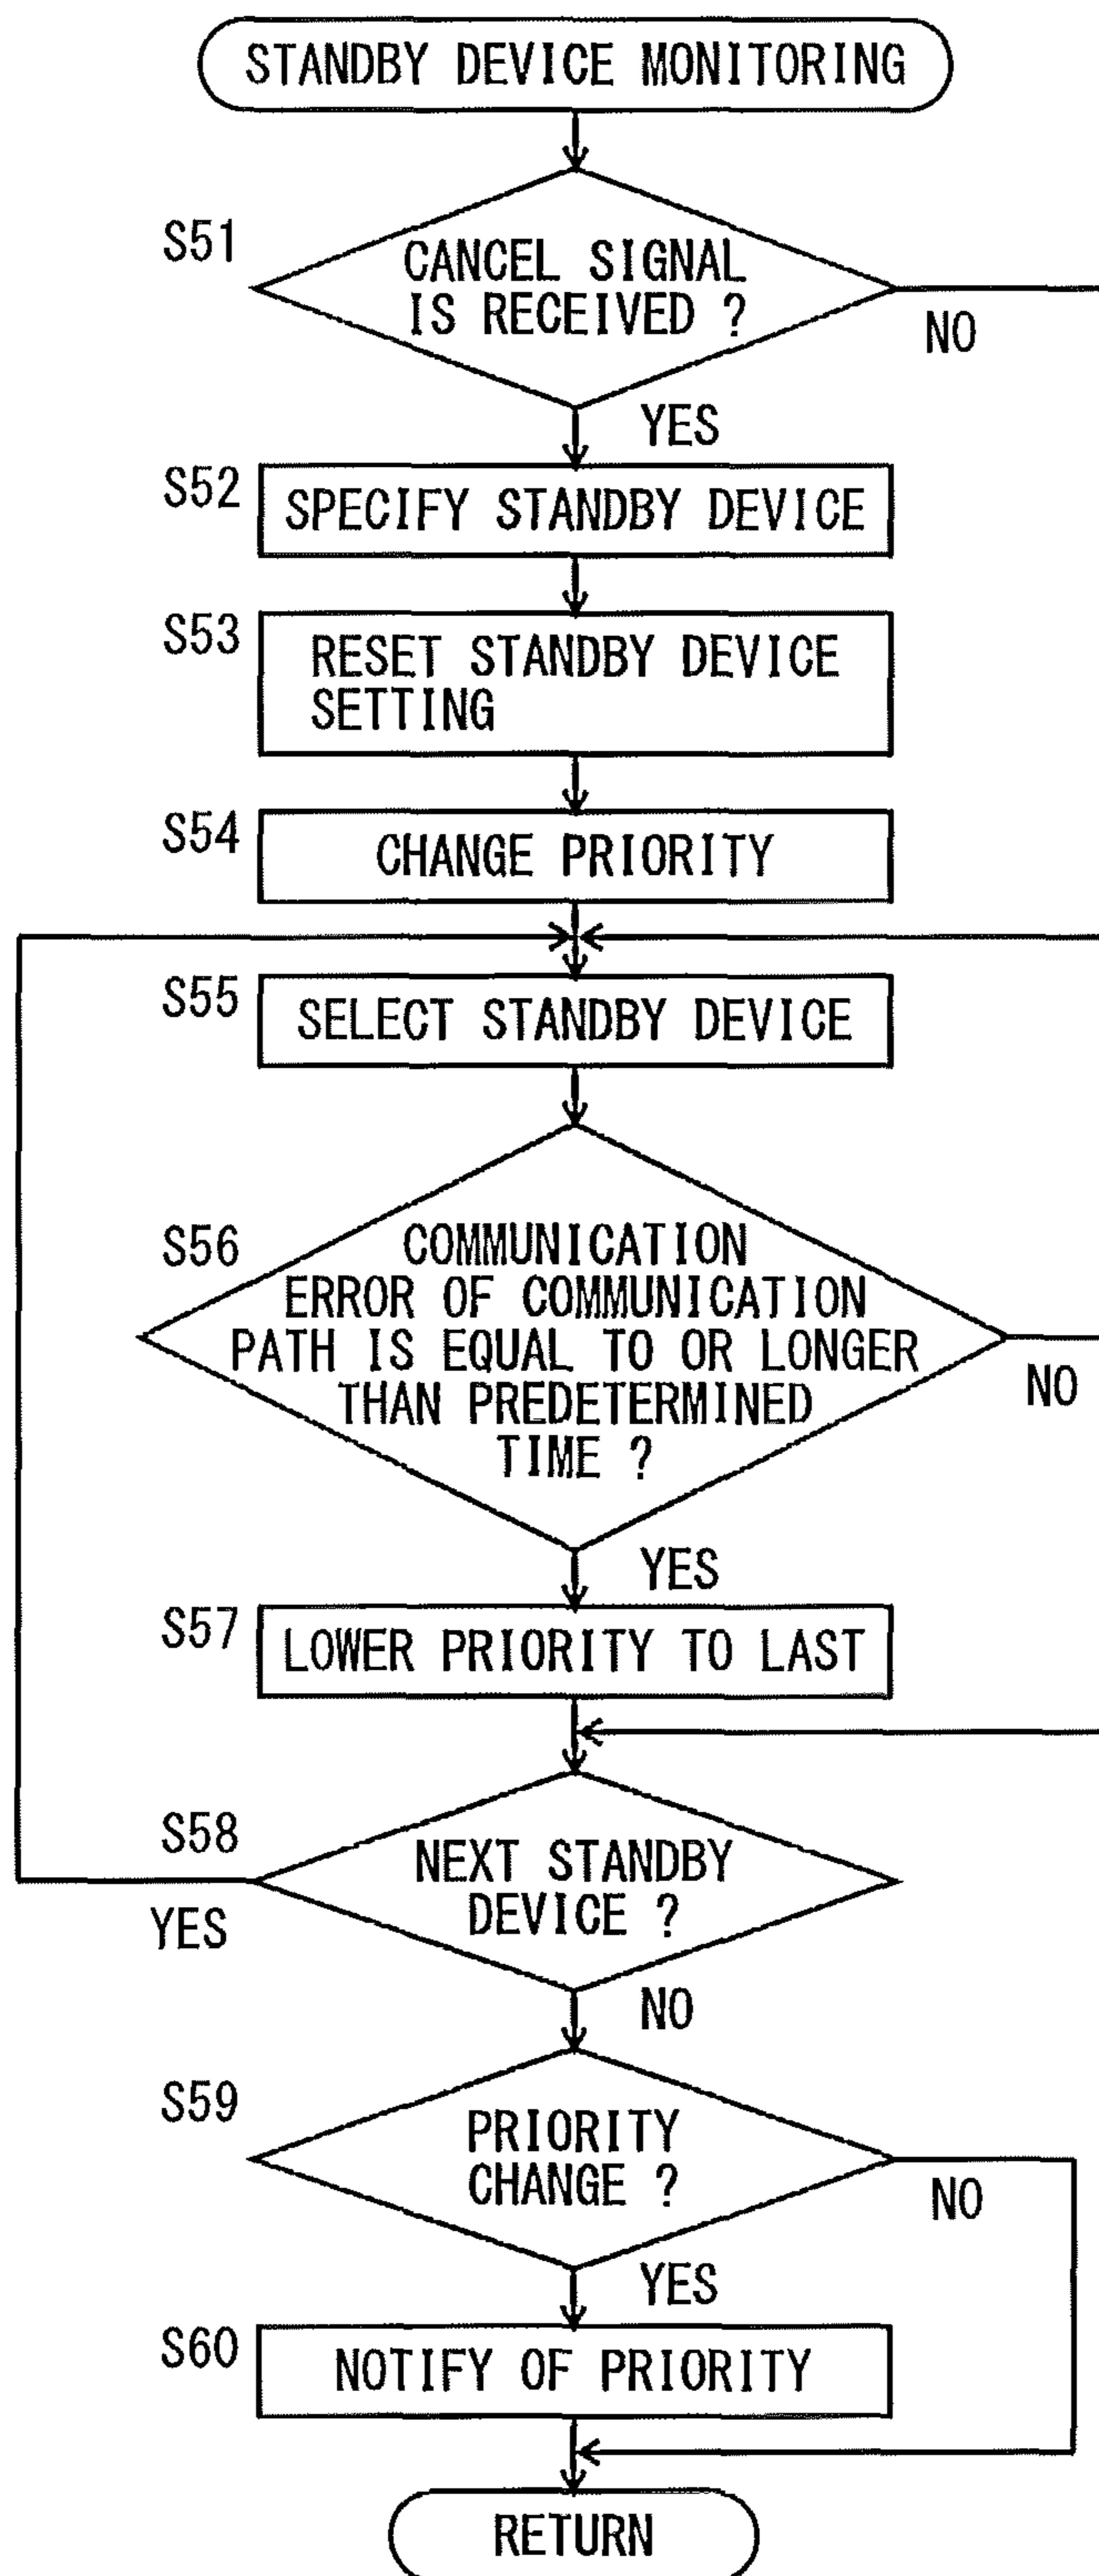 STANDBY DEVICE MONITORING
S51
CANCEL SIGNAL
IS RECEIVED ?
NO
YES
S52
SPECIFY STANDBY DEVICE
S53
RESET STANDBY DEVICE
SETTING
S54
CHANGE PRIORITY
S55
SELECT STANDBY DEVICE
S56
COMMUNICATION
ERROR OF COMMUNICATION
PATH IS EQUAL TO OR LONGER
THAN PREDETERMINED
TIME ?
NO
YES
S57
LOWER PRIORITY TO LAST
S58
NEXT STANDBY
DEVICE ?
YES
NO
S59
PRIORITY
CHANGE ?
NO
YES
S60
NOTIFY OF PRIORITY
RETURN